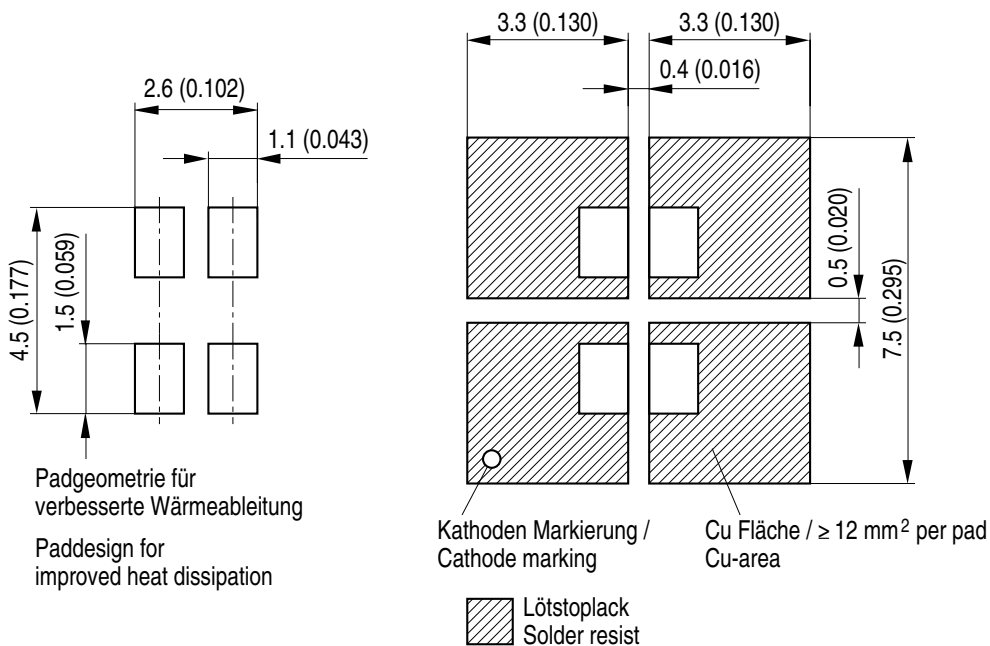 3.3 (0.130)
3.3 (0.130)
0.4 (0.016)
2.6 (0.102)
1.1 (0.043)
4.5 (0.177)
1.5 (0.059)
0.5 (0.020)
7.5 (0.295)
Padgeometrie für
verbesserte Wärmeableitung
Paddesign for
improved heat dissipation
Kathoden Markierung /
Cathode marking
Cu Fläche / ≥ 12 mm² per pad
Cu-area
Lötstoplack
Solder resist